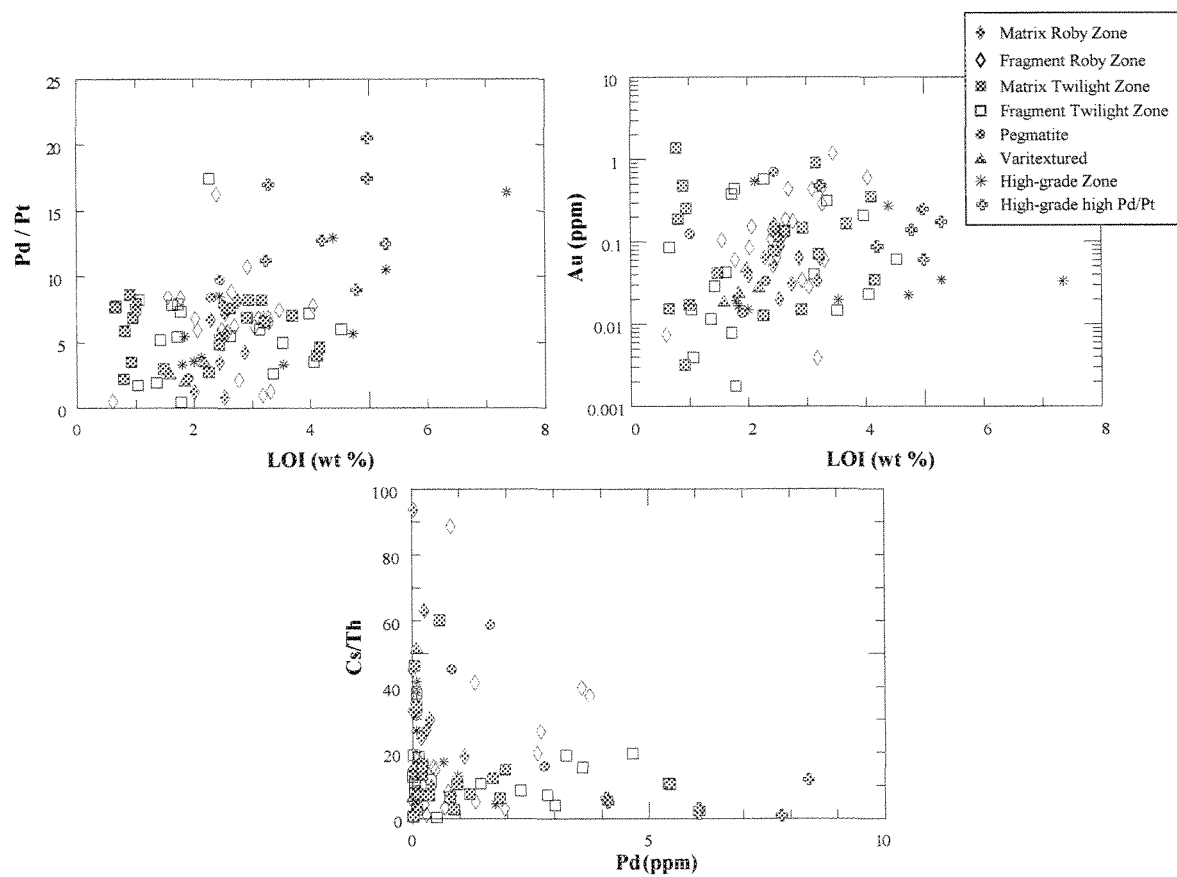 Matrix Roby Zone
Fragment Roby Zone
Matrix Twilight Zone
Fragment Twilight Zone
Pegmatite
Varitextured
High-grade Zone
High-grade high Pd/Pt
25
20
15
10
5
0
Pd / Pt
0
2
4
6
8
LOI (wt %)
10
1
0.1
0.01
0.001
Au (ppm)
0
2
4
6
8
LOI (wt %)
100
80
60
40
20
0
Cs/Th
0
5
10
Pd (ppm)